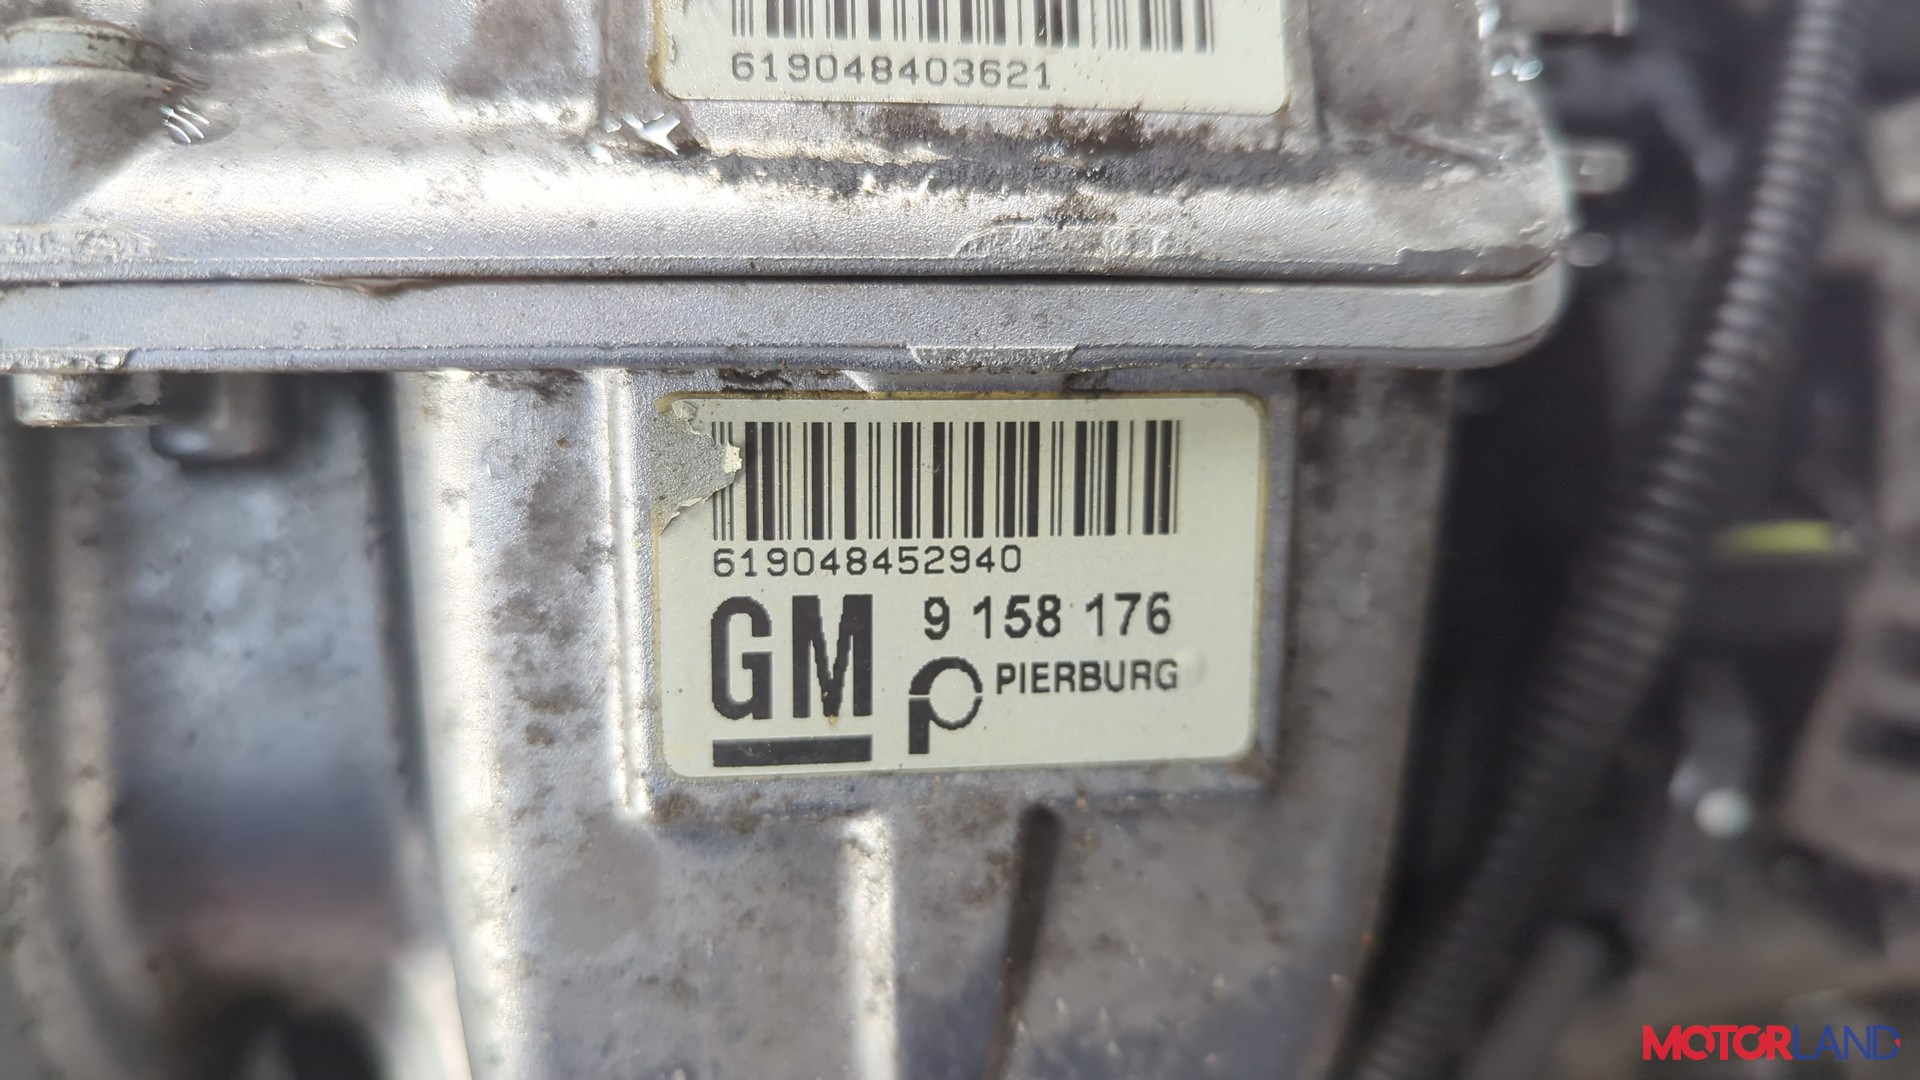 619048403621
619048452940
GM 9 158 176
PIERBURG
MOTORLAND